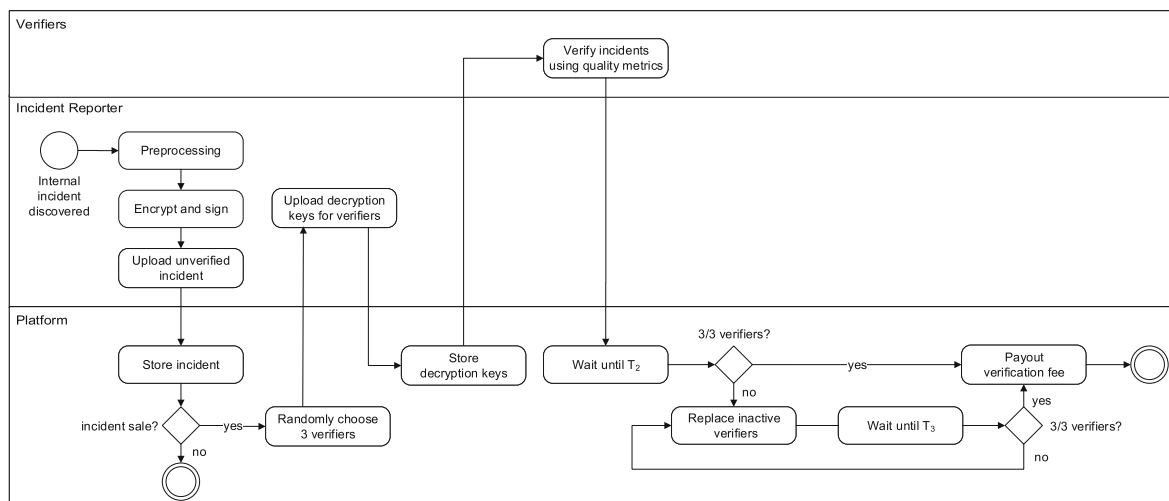 Verifiers
Verify incidents
using quality metrics
Incident Reporter
Internal
incident
discovered
Preprocessing
Encrypt and sign
Upload unverified
incident
Upload decryption
keys for verifiers
Platform
Store incident
incident sale?
yes
no
Randomly choose
3 verifiers
Store
decryption keys
Wait until T₂
3/3 verifiers?
yes
no
Payout
verification fee
Replace inactive
verifiers
Wait until T₃
yes
3/3 verifiers?
no